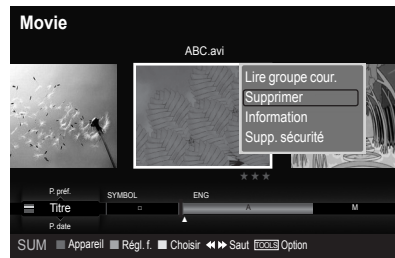 Movie
ABC.avi
Lire groupe cour.
Supprimer
Information
Supp. sécurité
P. préf.
SYMBOL ENG
Titre A M
P. date
SUM Appareil Régl. f. Choisir Saut TOOLS Option